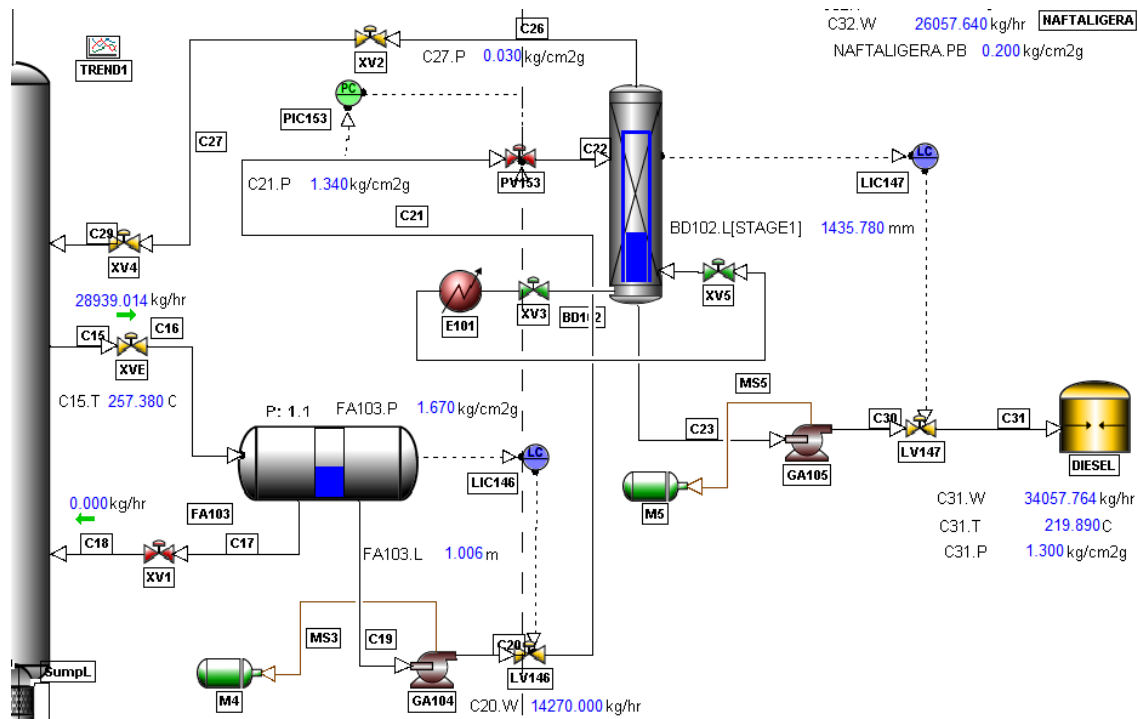 C32.W 26057.640 kg/hr NAFTALIGERA
NAFTALIGERA.PB 0.200 kg/cm2g
C26
XV2
C27.P 0.030 kg/cm2g
TREND1
PC
PIC153
C27
C22
LC
PV153
LIC147
C21.P 1.340 kg/cm2g
C21
BD102.L[STAGE1] 1435.780 mm
C29
XV4
XV5
28939.014 kg/hr
E101
XV3
BD102
C15 C16
XVE
MS5
C15.T 257.380 C
P: 1.1 FA103.P 1.670 kg/cm2g
C23
C30
C31
LV147
DIESEL
GA105
LC
LIC146
M5
0.000 kg/hr
FA103
C31.W 34057.764 kg/hr
C31.T 219.890 C
C31.P 1.300 kg/cm2g
C18
C17
XV1
FA103.L 1.006 m
MS3
C19
C20
SumpL
M4
GA104
LV146
C20.W 14270.000 kg/hr